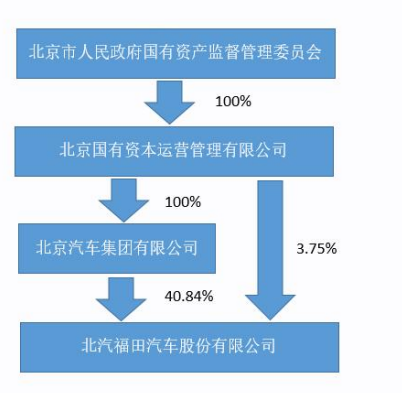 北京市人民政府国有资产监督管理委员会
100%
北京国有资本运营管理有限公司
100%
北京汽车集团有限公司
3.75%
40.84%
北汽福田汽车股份有限公司